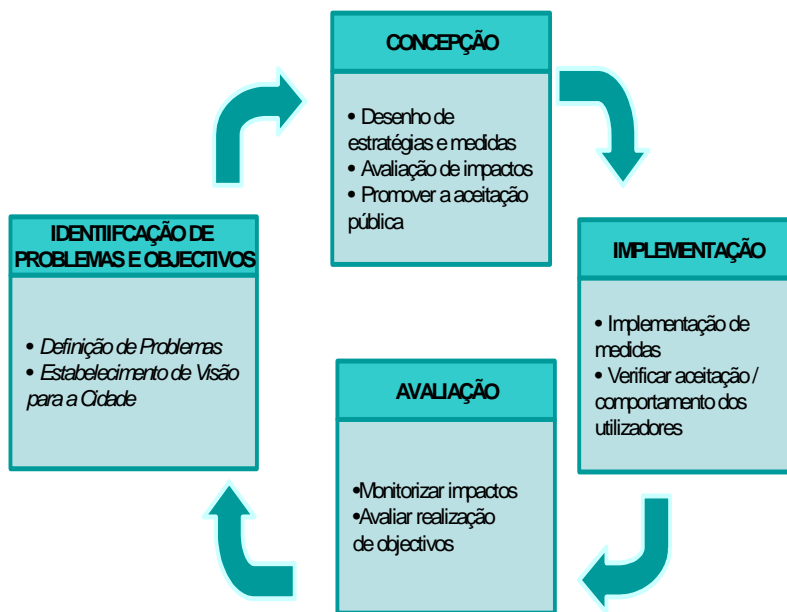 CONCEPÇÃO
• Desenho de
estratégias e medidas
• Avaliação de impactos
• Promover a aceitação
pública
IDENTIIFCAÇÃO DE
PROBLEMAS E OBJECTIVOS
• Definição de Problemas
• Estabelecimento de Visão
para a Cidade
IMPLEMENTAÇÃO
• Implementação de
medidas
• Verificar aceitação /
comportamento dos
utilizadores
AVALIAÇÃO
•Monitorizar impactos
•Avaliar realização
de objectivos